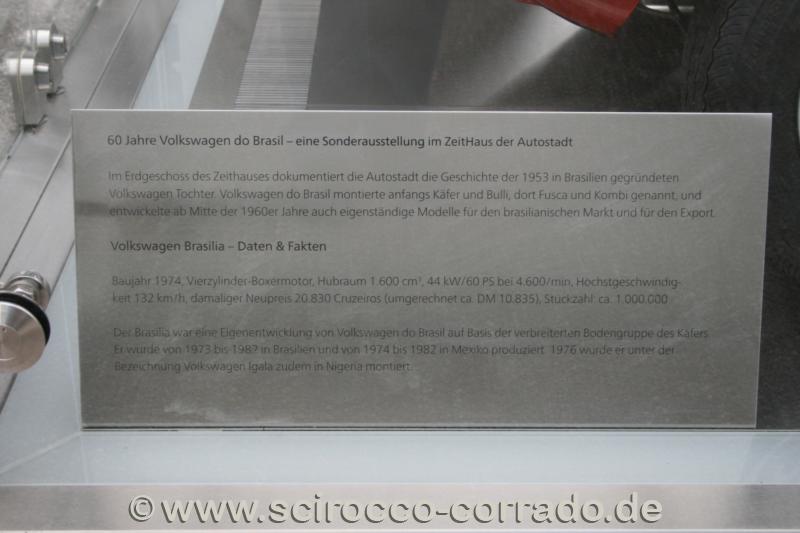 60 Jahre Volkswagen do Brasil – eine Sonderausstellung im ZeitHaus der Autostadt
Im Erdgeschoss des Zeithauses dokumentiert die Autostadt die Geschichte der 1953 in Brasilien gegründeten
Volkswagen Tochter. Volkswagen do Brasil montierte anfangs Käfer und Bulli, dort Fusca und Kombi genannt, und
entwickelte ab Mitte der 1960er Jahre auch eigenständige Modelle für den brasilianischen Markt und für den Export.
Volkswagen Brasilia – Daten & Fakten
Baujahr 1974, Vierzylinder-Boxermotor, Hubraum 1.600 cm³, 44 kW/60 PS bei 4.600/min, Höchstgeschwindig-
keit 132 km/h, damaliger Neupreis 20.830 Cruzeiros (umgerechnet ca. DM 10.835), Stückzahl: ca. 1.000.000
Der Brasilia war eine Eigenentwicklung von Volkswagen do Brasil auf Basis der verbreiterten Bodengruppe des Käfers.
Er wurde von 1973 bis 1982 in Brasilien und von 1974 bis 1982 in Mexiko produziert. 1976 wurde er unter der
Bezeichnung Volkswagen Igala zudem in Nigeria montiert.
©www.scirocco-corrado.de